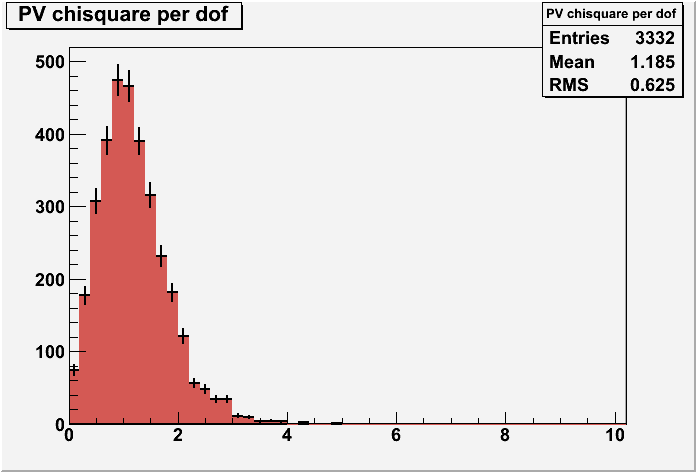 PV chisquare per dof
PV chisquare per dof
Entries 3332
Mean 1.185
RMS 0.625
500
400
300
200
100
0
0 2 4 6 8 10